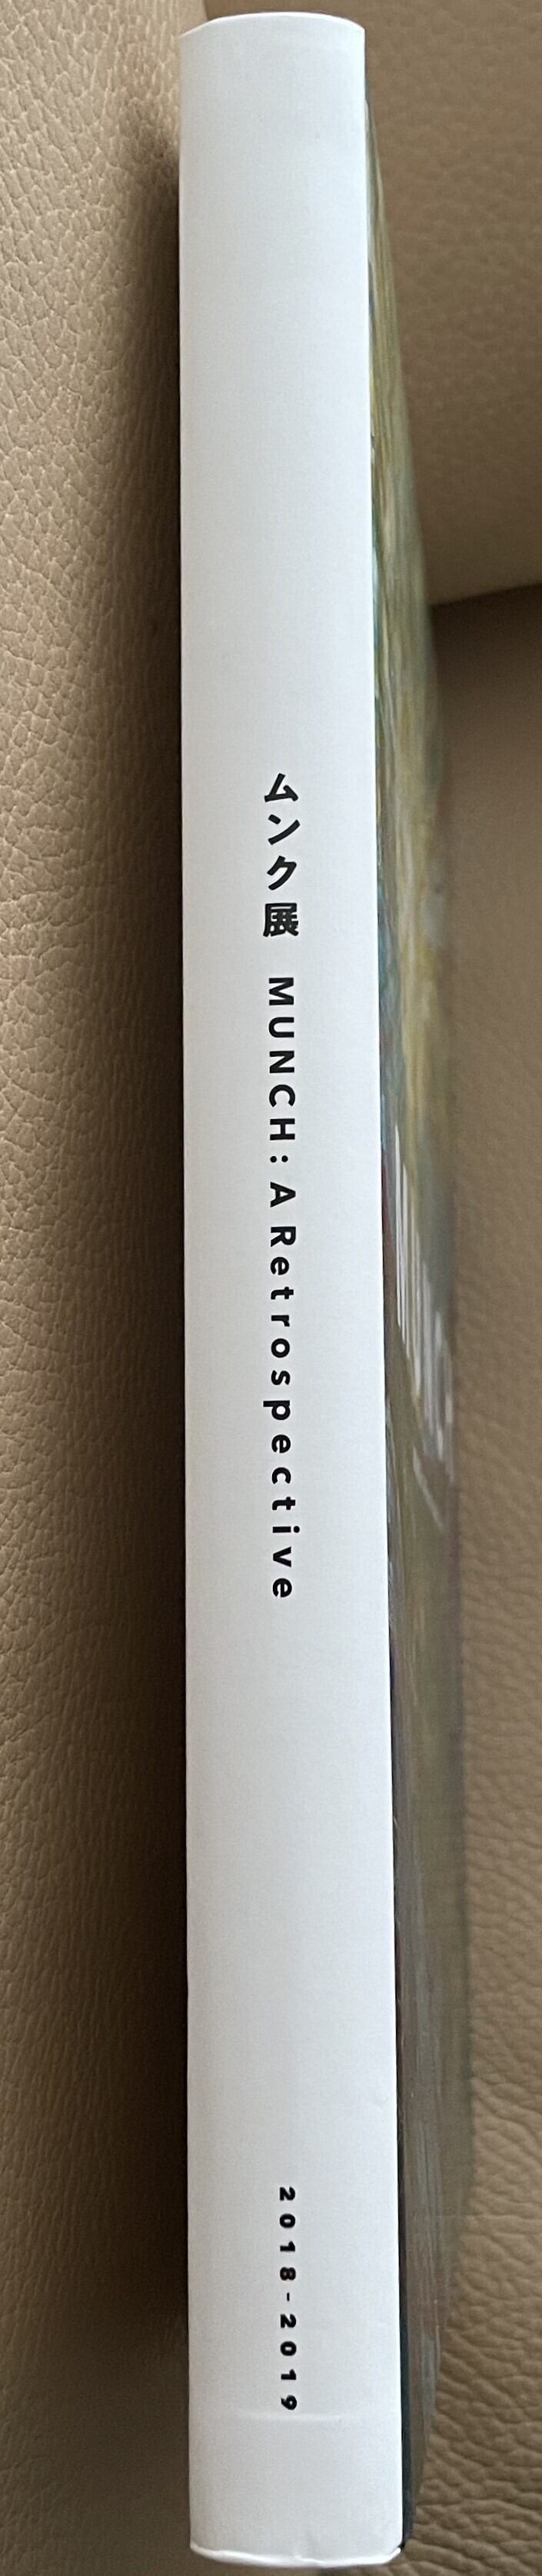 ムンク展 MUNCH: A Retrospective
2018-2019